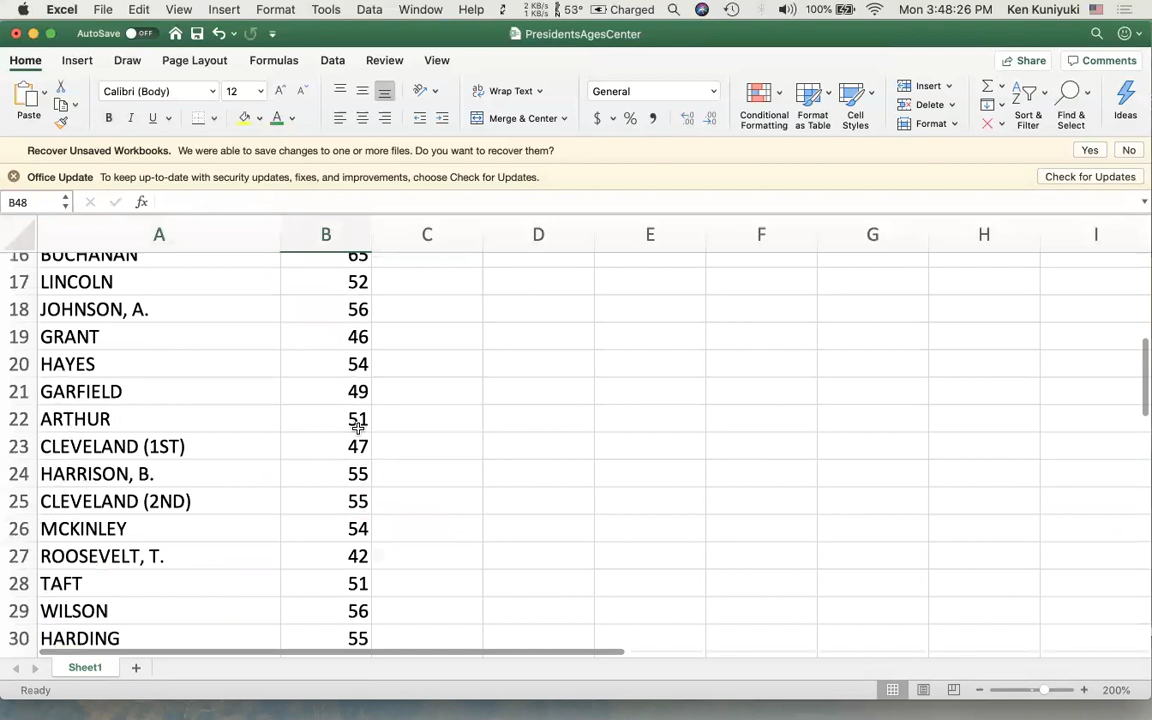 Excel File Edit View Insert Format Tools Data Window Help 2 KB/s 1 KB/s 53° Charged 100% Mon 3:48:26 PM Ken Kuniyuki
AutoSave OFF PresidentsAgesCenter
Home Insert Draw Page Layout Formulas Data Review View Share Comments
Paste Calibri (Body) 12 Wrap Text General Insert
B I U A Merge & Center $ % Conditional Formatting Format as Table Cell Styles Delete Format Sort & Filter Find & Select Ideas
Recover Unsaved Workbooks. We were able to save changes to one or more files. Do you want to recover them? Yes No
Office Update To keep up-to-date with security updates, fixes, and improvements, choose Check for Updates. Check for Updates
B48 fx
A B C D E F G H I
16 BUCHANAN 65
17 LINCOLN 52
18 JOHNSON, A. 56
19 GRANT 46
20 HAYES 54
21 GARFIELD 49
22 ARTHUR 51
23 CLEVELAND (1ST) 47
24 HARRISON, B. 55
25 CLEVELAND (2ND) 55
26 MCKINLEY 54
27 ROOSEVELT, T. 42
28 TAFT 51
29 WILSON 56
30 HARDING 55
Sheet1
Ready 200%